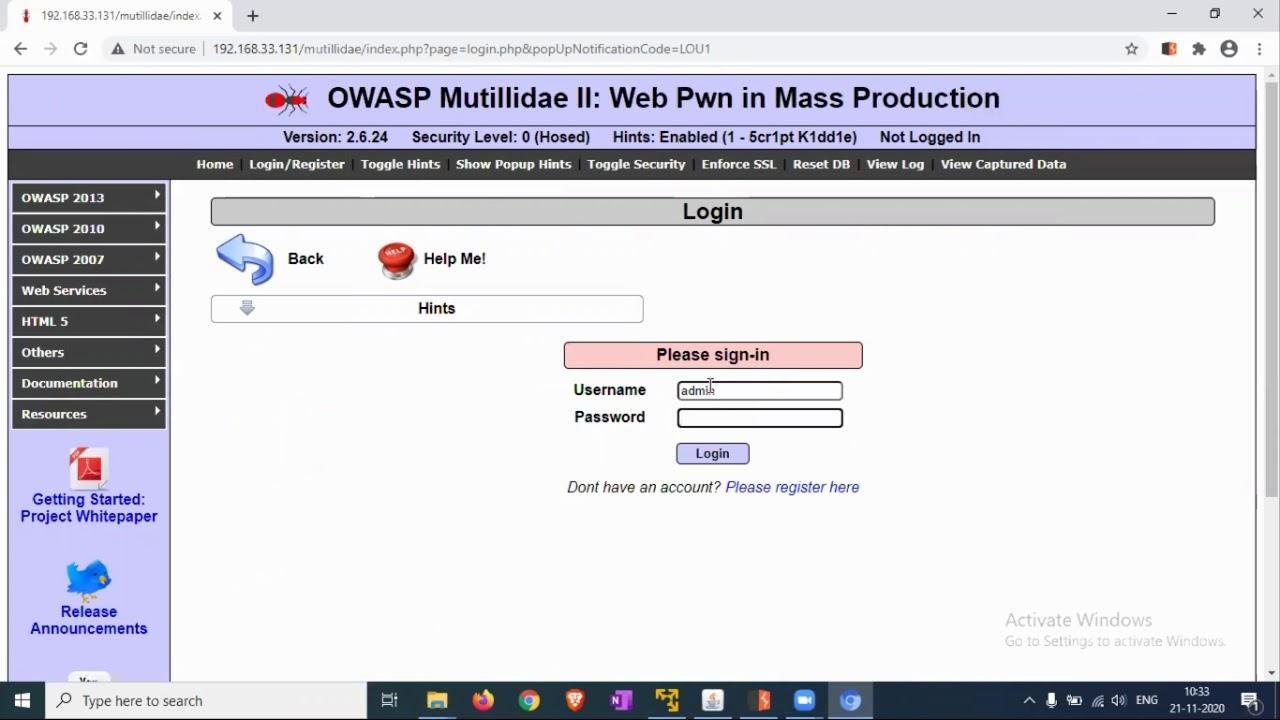 192.168.33.131/mutillidae/index.
Not secure
192.168.33.131/mutillidae/index.php?page=login.php&popUpNotificationCode=LOU1
OWASP Mutillidae II: Web Pwn in Mass Production
Version: 2.6.24 Security Level: 0 (Hosed) Hints: Enabled (1 - 5cr1pt K1dd1e) Not Logged In
Home Login/Register Toggle Hints Show Popup Hints Toggle Security Enforce SSL Reset DB View Log View Captured Data
OWASP 2013
OWASP 2010
OWASP 2007
Web Services
HTML 5
Others
Documentation
Resources
Getting Started:
Project Whitepaper
Release
Announcements
Login
Back
HELP
Help Me!
Hints
Please sign-in
Username
admin
Password
Login
Dont have an account? Please register here
Activate Windows
Go to Settings to activate Windows.
Type here to search
ENG
10:33
21-11-2020
1